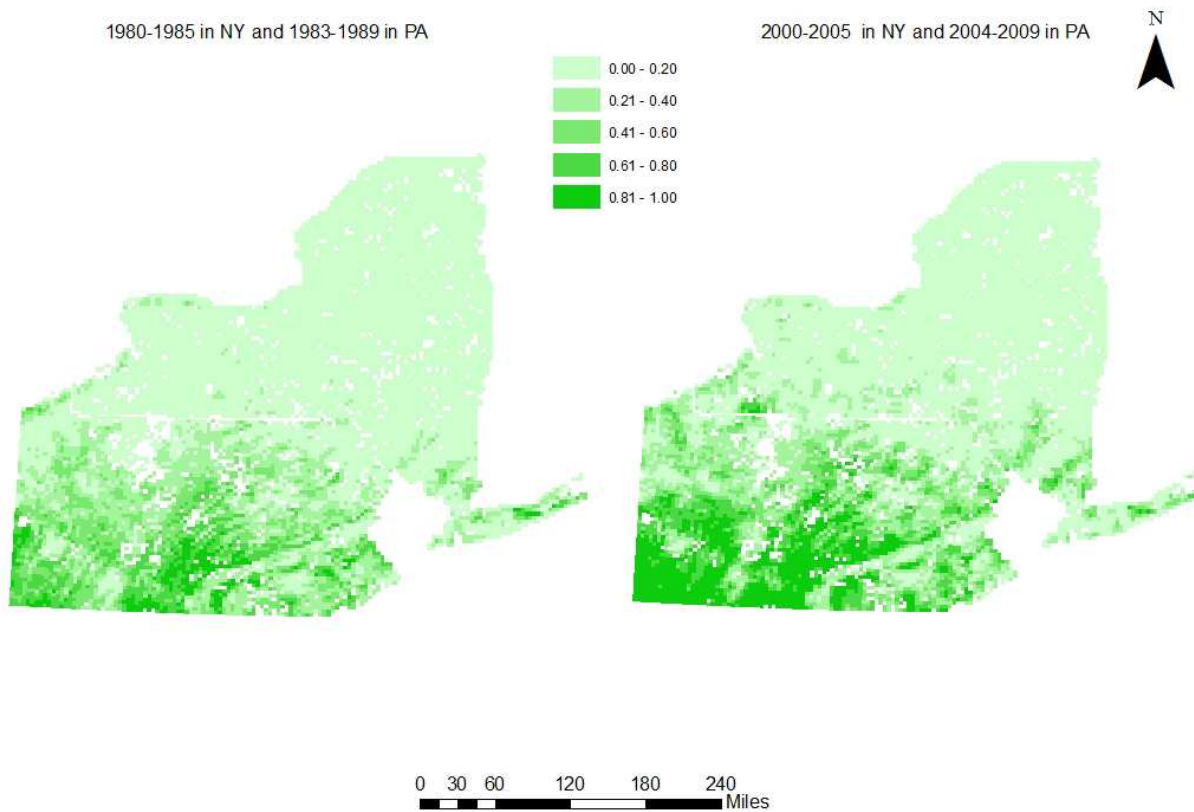 1980-1985 in NY and 1983-1989 in PA
2000-2005 in NY and 2004-2009 in PA
N
0.00 - 0.20
0.21 - 0.40
0.41 - 0.60
0.61 - 0.80
0.81 - 1.00
0 30 60 120 180 240
Miles